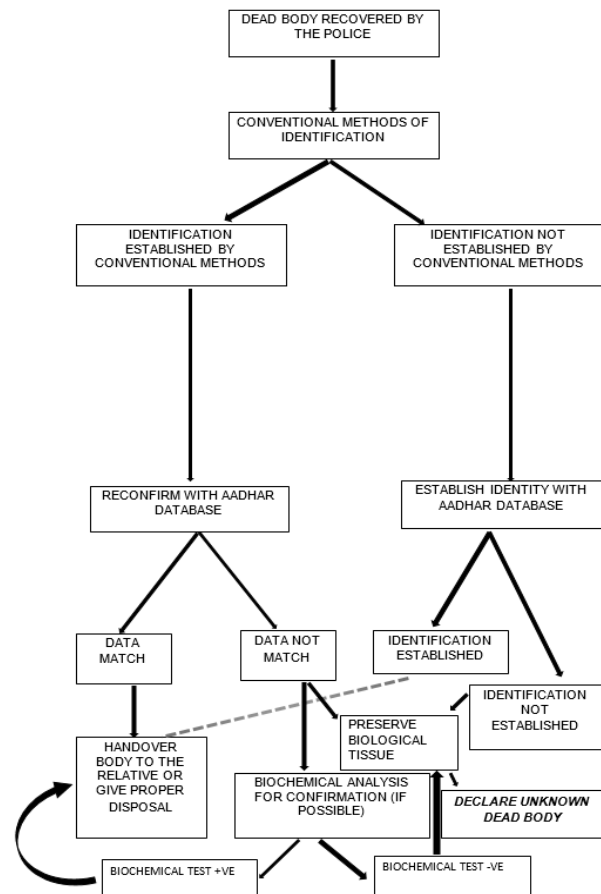 DEAD BODY RECOVERED BY
THE POLICE
CONVENTIONAL METHODS OF
IDENTIFICATION
IDENTIFICATION
ESTABLISHED BY
CONVENTIONAL METHODS
IDENTIFICATION NOT
ESTABLISHED BY
CONVENTIONAL METHODS
RECONFIRM WITH AADHAR
DATABASE
ESTABLISH IDENTITY WITH
AADHAR DATABASE
DATA
MATCH
DATA NOT
MATCH
IDENTIFICATION
ESTABLISHED
IDENTIFICATION
NOT
ESTABLISHED
HANDOVER
BODY TO THE
RELATIVE OR
GIVE PROPER
DISPOSAL
PRESERVE
BIOLOGICAL
TISSUE
BIOCHEMICAL ANALYSIS
FOR CONFIRMATION (IF
POSSIBLE)
DECLARE UNKNOWN
DEAD BODY
BIOCHEMICAL TEST +VE
BIOCHEMICAL TEST -VE